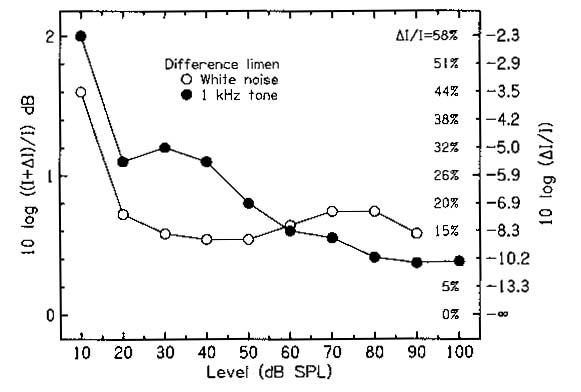 2
1
0
10 log ((I+ΔI)/I) dB
Difference limen
White noise
1 kHz tone
ΔI/I=58%
51%
44%
38%
32%
26%
20%
15%
5%
0%
-2.3
-2.9
-3.5
-4.2
-5.0
-5.9
-6.9
-8.3
-10.2
-13.3
-∞
10 log (ΔI/I)
10 20 30 40 50 60 70 80 90 100
Level (dB SPL)